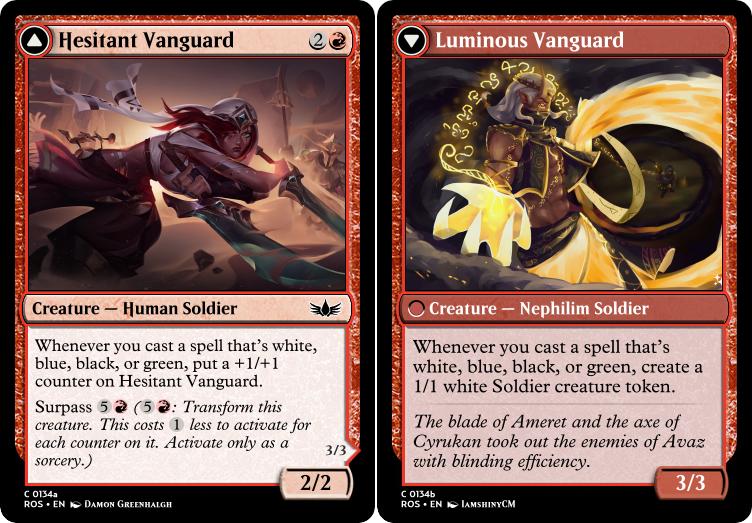 Hesitant Vanguard
2
Creature — Human Soldier
Whenever you cast a spell that's white,
blue, black, or green, put a +1/+1
counter on Hesitant Vanguard.
Surpass 5 (5: Transform this
creature. This costs 1 less to activate for
each counter on it. Activate only as a
sorcery.)
3/3
2/2
C 0134a
ROS • EN Damon Greenhalgh
Luminous Vanguard
Creature — Nephilim Soldier
Whenever you cast a spell that's
white, blue, black, or green, create a
1/1 white Soldier creature token.
The blade of Ameret and the axe of
Cyrukan took out the enemies of Avaz
with blinding efficiency.
3/3
C 0134b
ROS • EN IamshinyCM